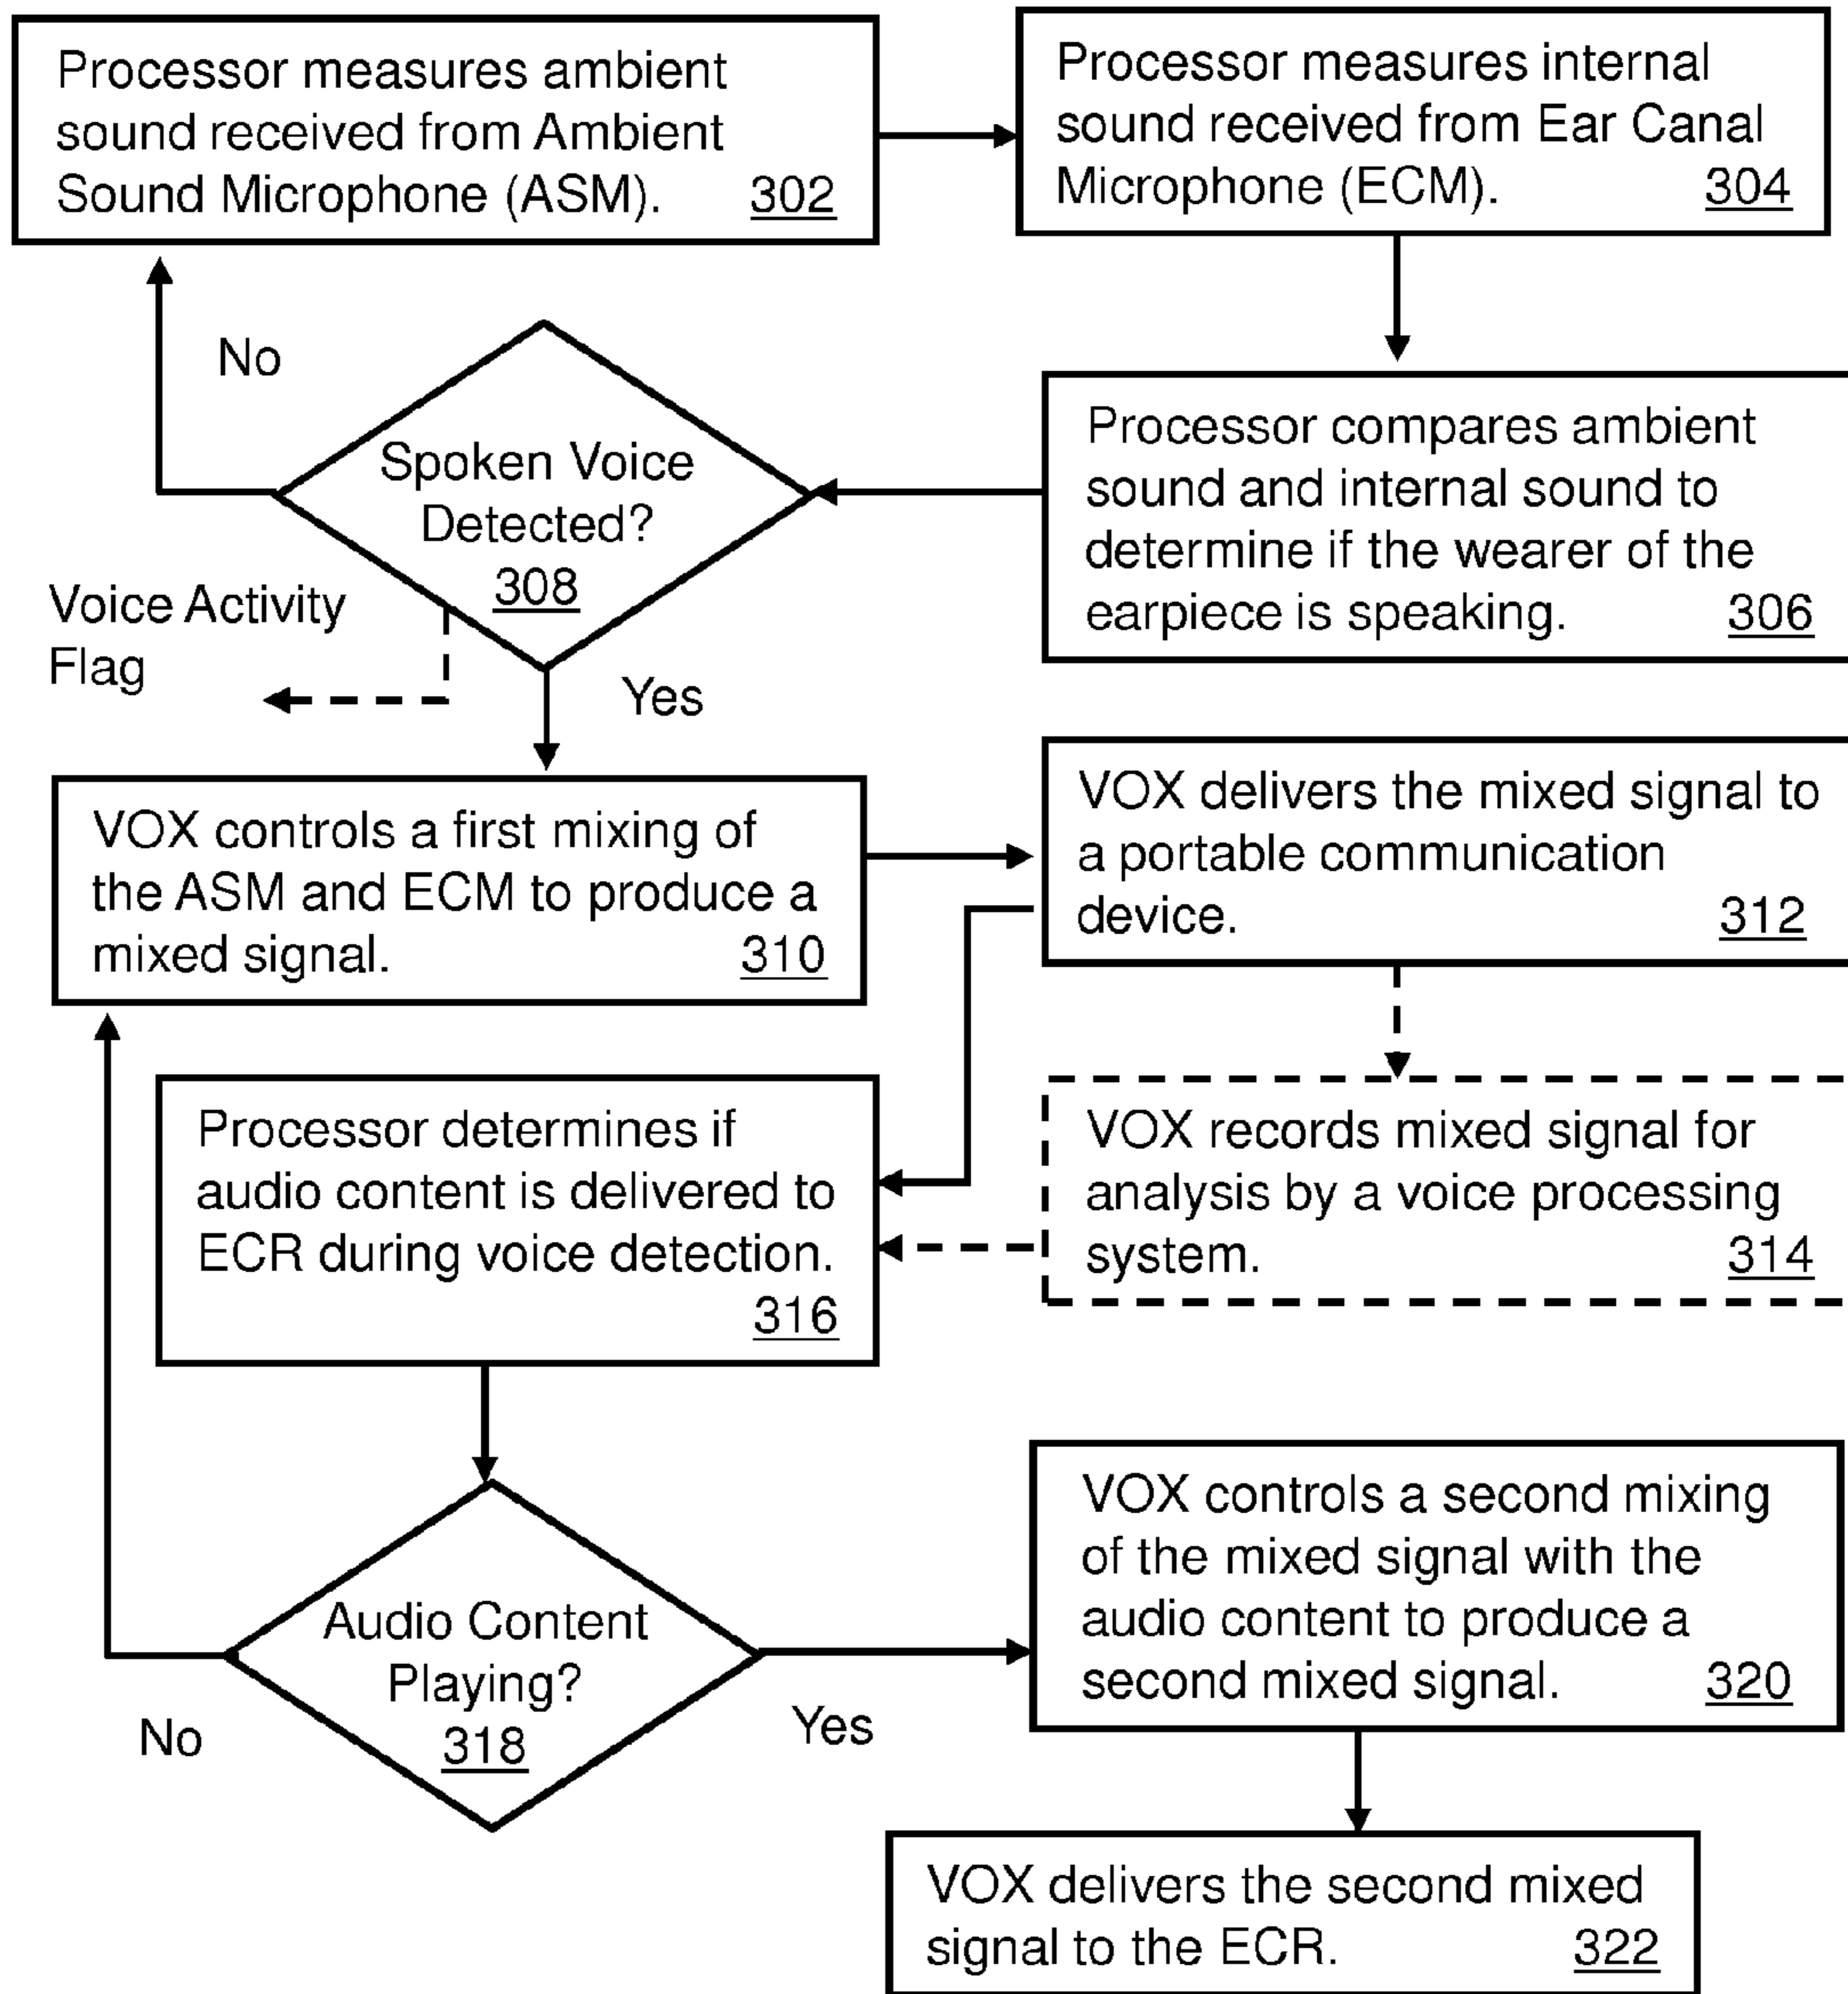 Processor measures ambient
sound received from Ambient
Sound Microphone (ASM). 302
Processor measures internal
sound received from Ear Canal
Microphone (ECM). 304
Processor compares ambient
sound and internal sound to
determine if the wearer of the
earpiece is speaking. 306
Spoken Voice
Detected?
308
No
Voice Activity
Flag
Yes
VOX controls a first mixing of
the ASM and ECM to produce a
mixed signal. 310
VOX delivers the mixed signal to
a portable communication
device. 312
VOX records mixed signal for
analysis by a voice processing
system. 314
Processor determines if
audio content is delivered to
ECR during voice detection.
316
Audio Content
Playing?
318
No
Yes
VOX controls a second mixing
of the mixed signal with the
audio content to produce a
second mixed signal. 320
VOX delivers the second mixed
signal to the ECR. 322